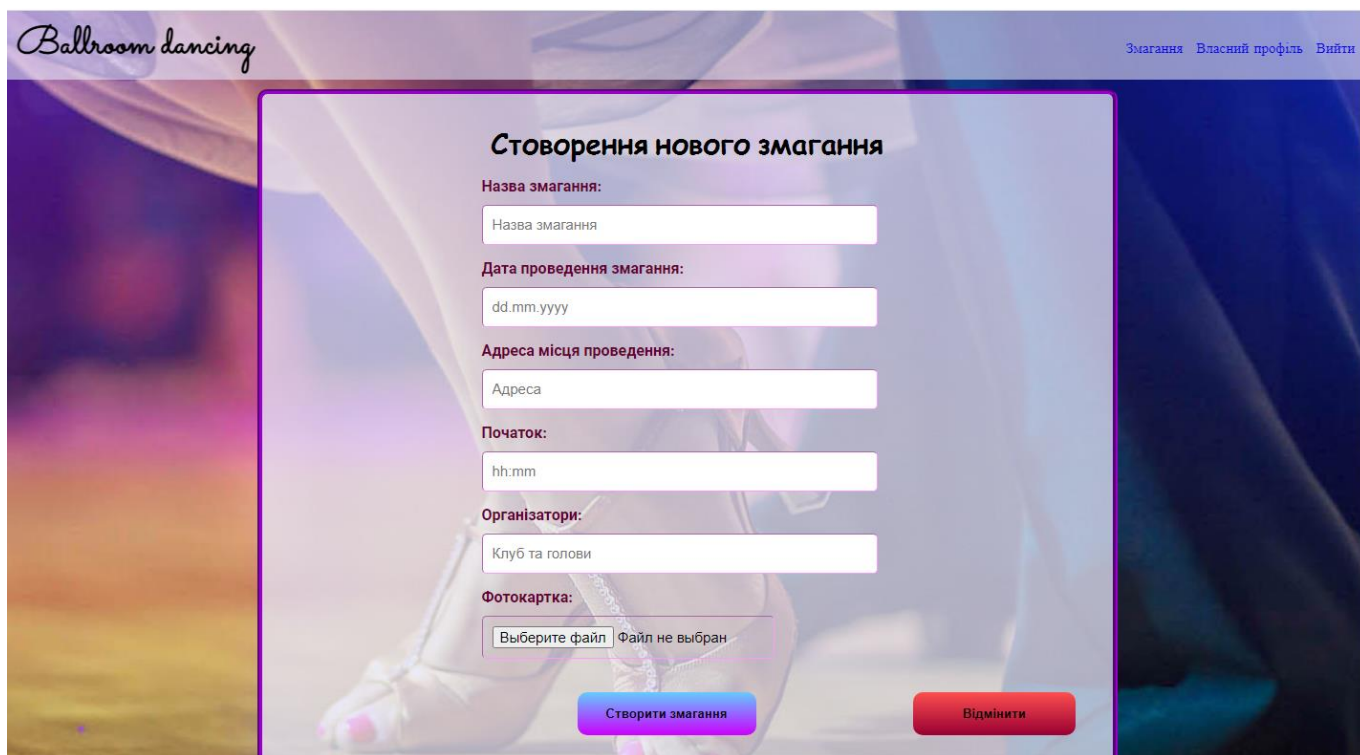 Ballroom dancing
Змагання Власний профіль Вийти
Стоворення нового змагання
Назва змагання:
Назва змагання
Дата проведення змагання:
dd.mm.yyyy
Адреса місця проведення:
Адреса
Початок:
hh:mm
Організатори:
Клуб та голови
Фотокартка:
Выберите файл Файл не выбран
Створити змагання Відмінити